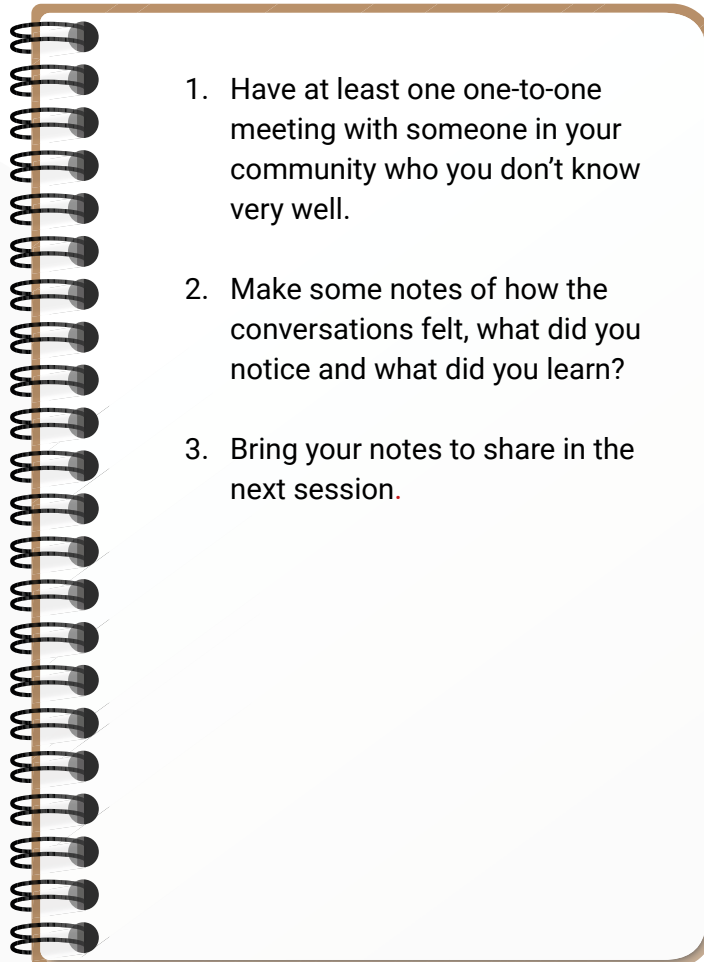 1. Have at least one one-to-one
meeting with someone in your
community who you don’t know
very well.
2. Make some notes of how the
conversations felt, what did you
notice and what did you learn?
3. Bring your notes to share in the
next session.